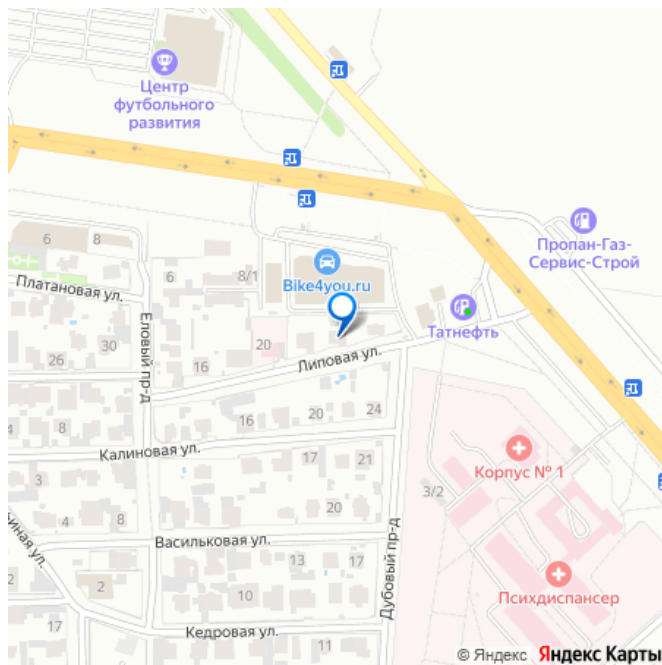 Центр
футбольного
развития
Пропан-Газ-
Сервис-Строй
6
8
6
8/1
Bike4you.ru
Платановая ул.
Еловый пр-д
Татнефть
30
20
26
16
Липовая ул.
16
20
24
4
8
Калиновая ул.
Корпус № 1
17
21
3/2
20
3
4
8
Васильковая ул.
Дубовый пр-д
13
17
2
2
10
Психдиспансер
Кедровая ул.
11
© Яндекс Яндекс Карты